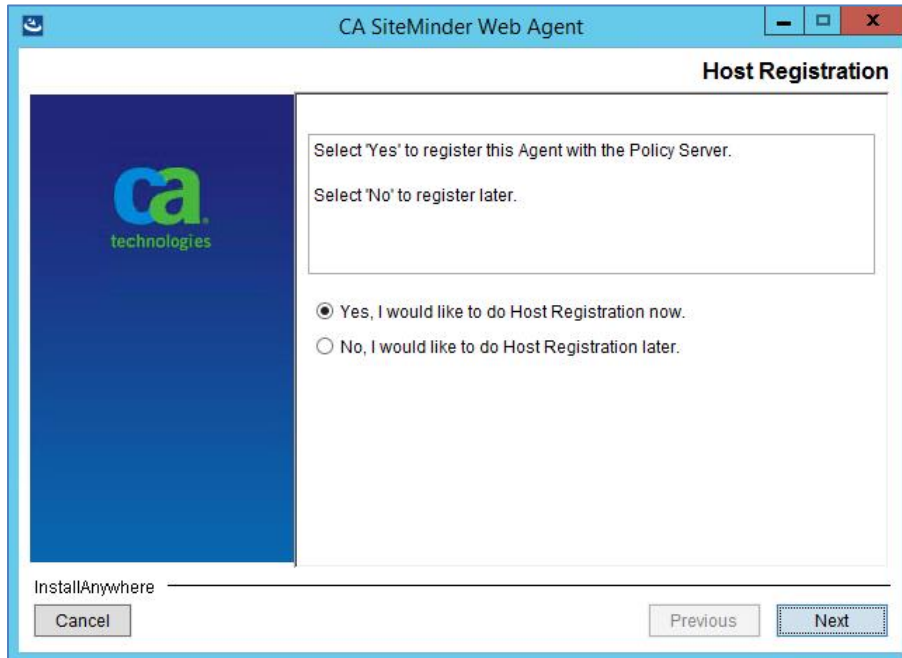 CA SiteMinder Web Agent
Host Registration
ca
technologies
Select 'Yes' to register this Agent with the Policy Server.
Select 'No' to register later.
Yes, I would like to do Host Registration now.
No, I would like to do Host Registration later.
InstallAnywhere
Cancel
Previous
Next